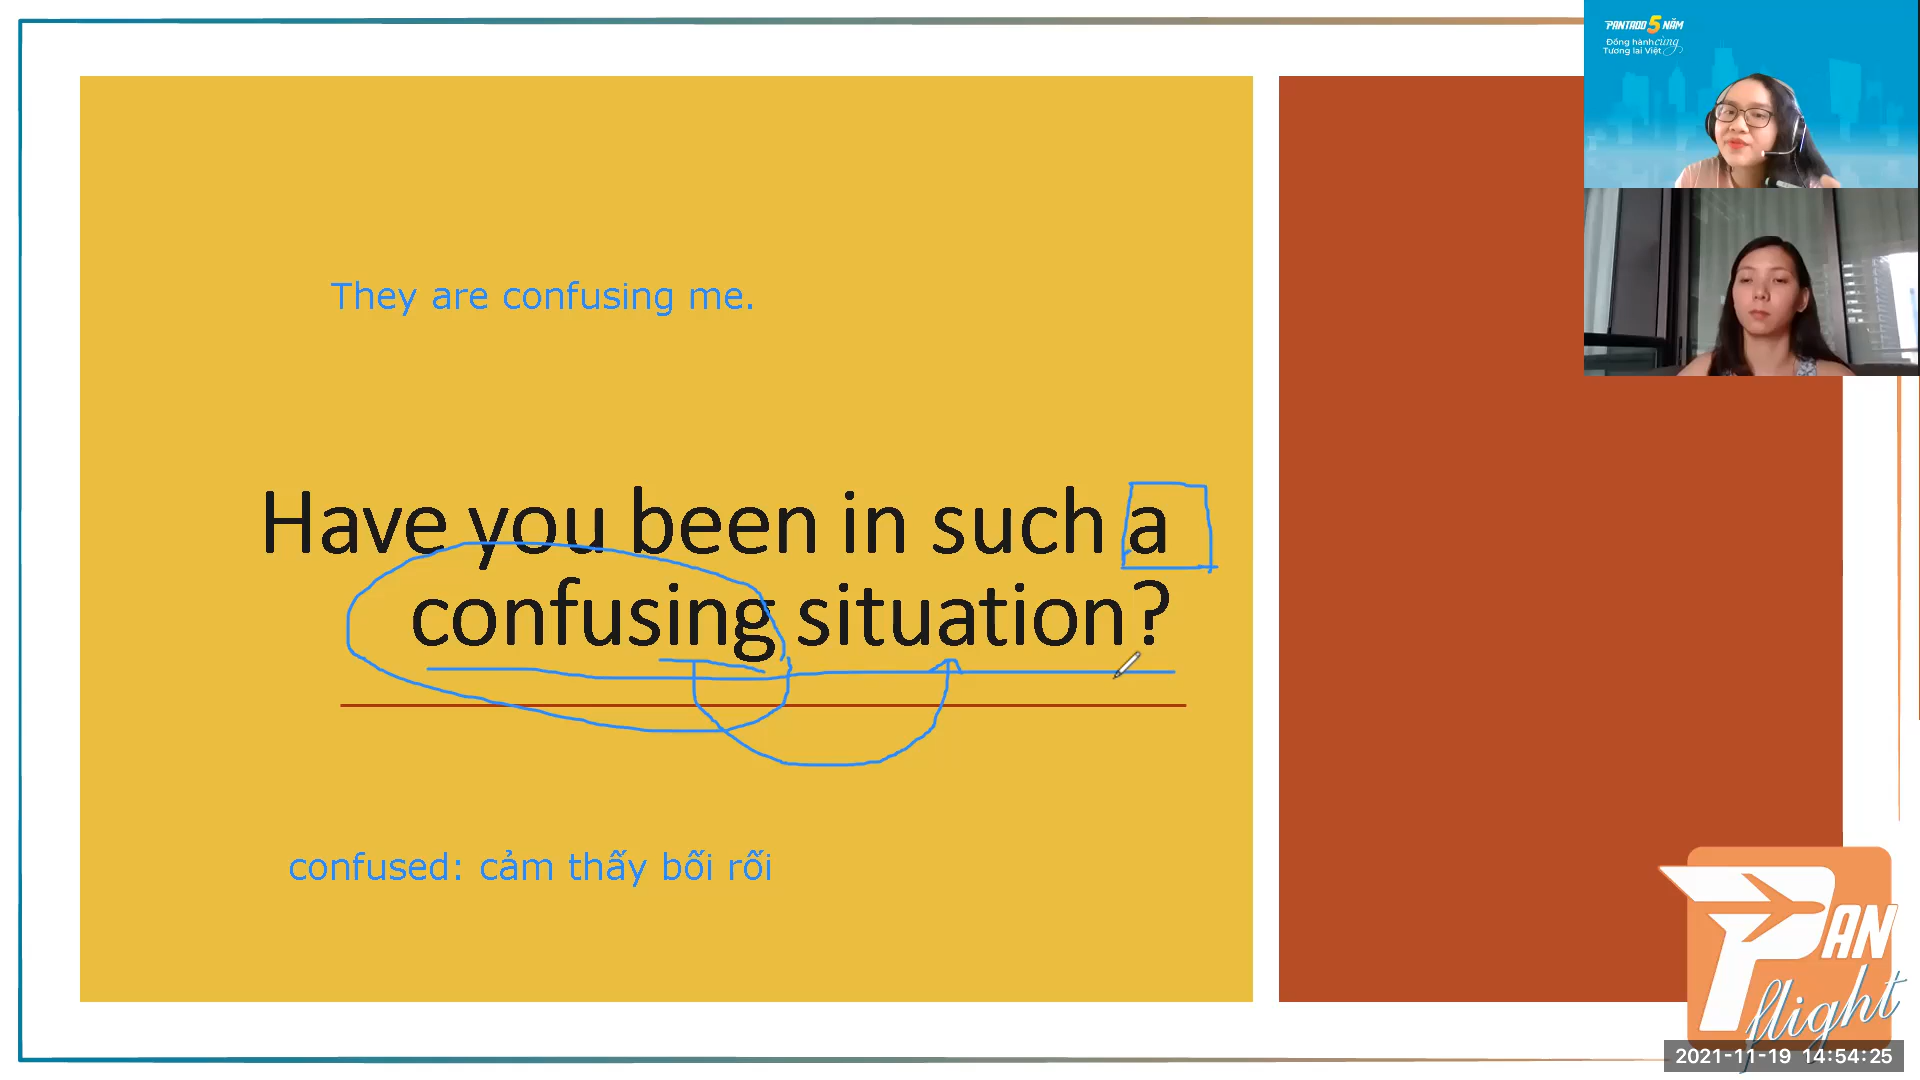 PANTADO 5 NĂM
Đồng hành cùng
Tương lai Việt
They are confusing me.
Have you been in such a
confusing situation?
confused: cảm thấy bối rối
PAN
flight
2021-11-19 14:54:25